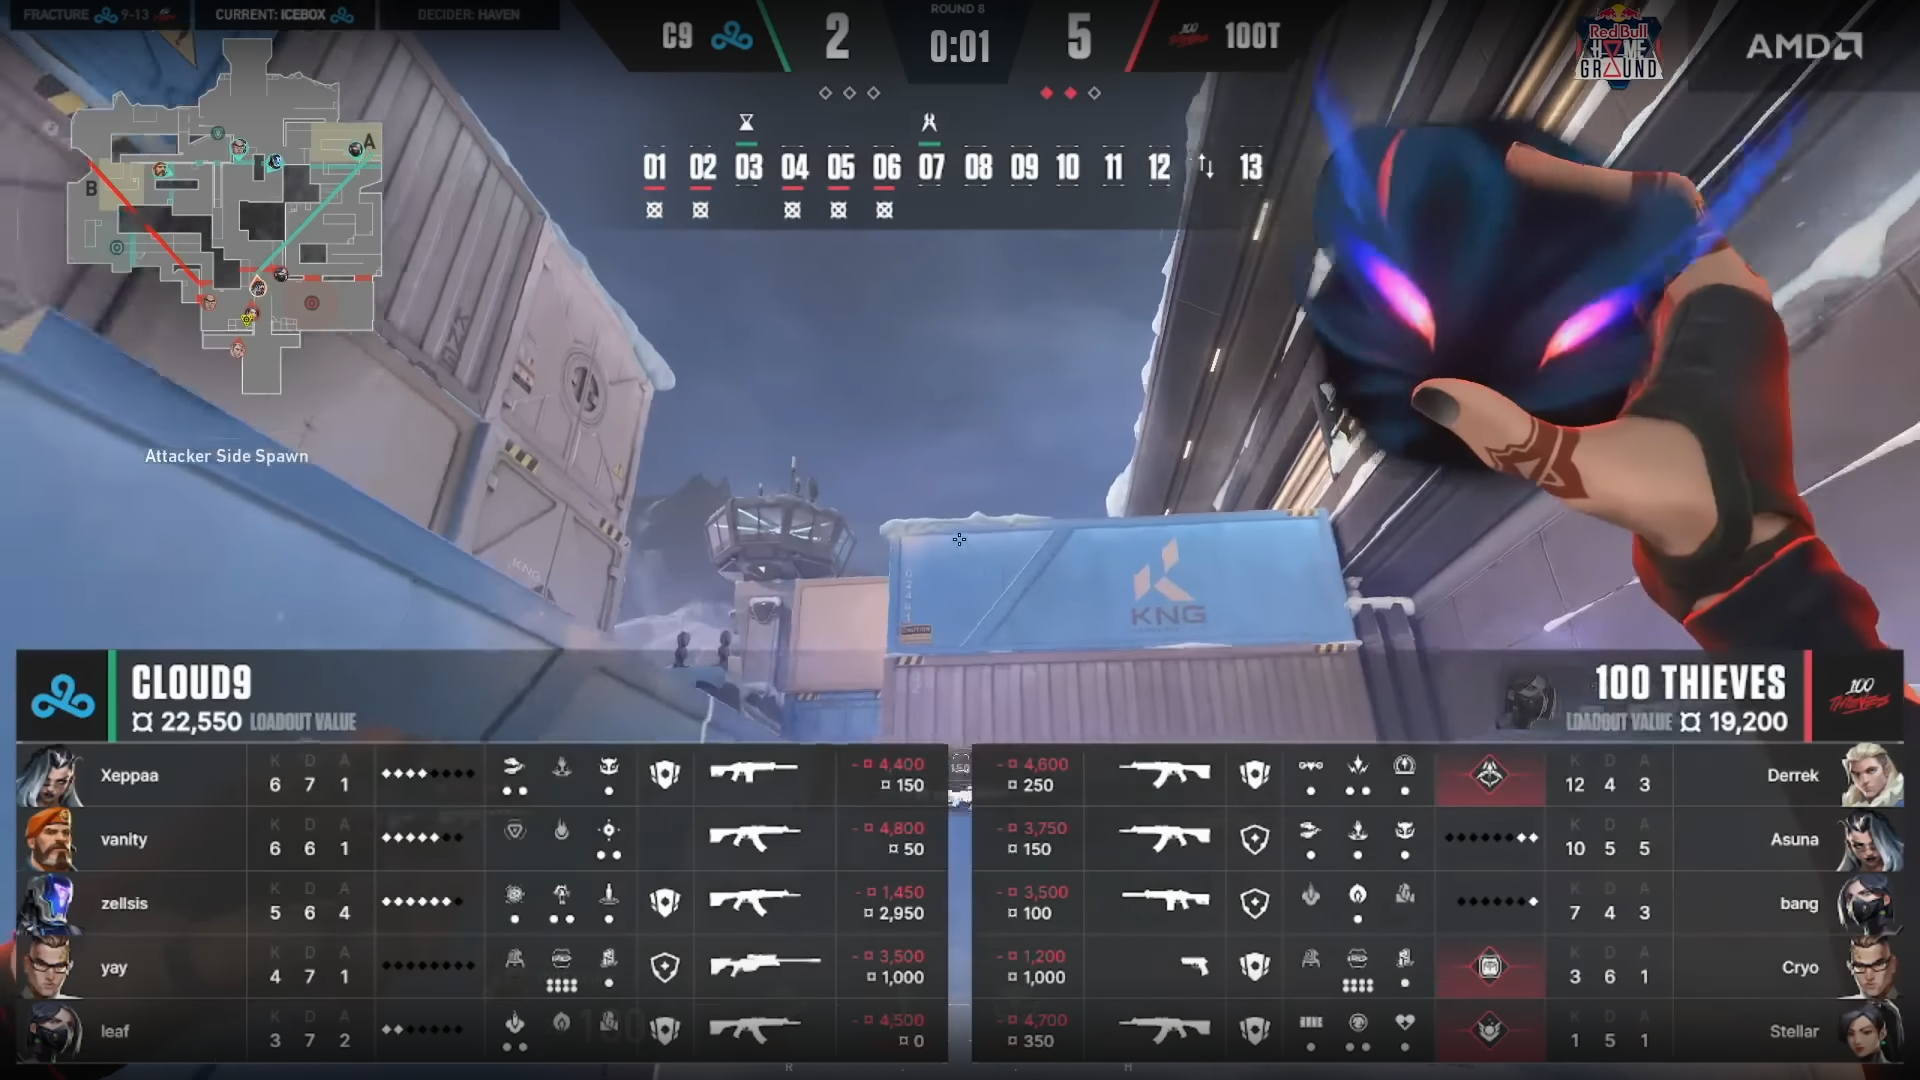 FRACTURE 9-13
CURRENT: ICEBOX
DECIDER: HAVEN
C9 2
ROUND 8
0:01
5 100T
RedBull
HOME
GROUND
AMD
01 02 03 04 05 06 07 08 09 10 11 12 13
A
B
Attacker Side Spawn
KNG
KNG
CAUTION
CLOUD9
22,550 LOADOUT VALUE
100 THIEVES
LOADOUT VALUE 19,200
100
THIEVES
Xeppaa K 6 D 7 A 1 - 4,400 150
vanity K 6 D 6 A 1 - 4,800 50
zellsis K 5 D 6 A 4 - 1,450 2,950
yay K 4 D 7 A 1 - 3,500 1,000
leaf K 3 D 7 A 2 - 4,500 0
- 4,600 250 K 12 D 4 A 3 Derrek
- 3,750 150 K 10 D 5 A 5 Asuna
- 3,500 100 K 7 D 4 A 3 bang
- 1,200 1,000 K 3 D 6 A 1 Cryo
- 4,700 350 K 1 D 5 A 1 Stellar